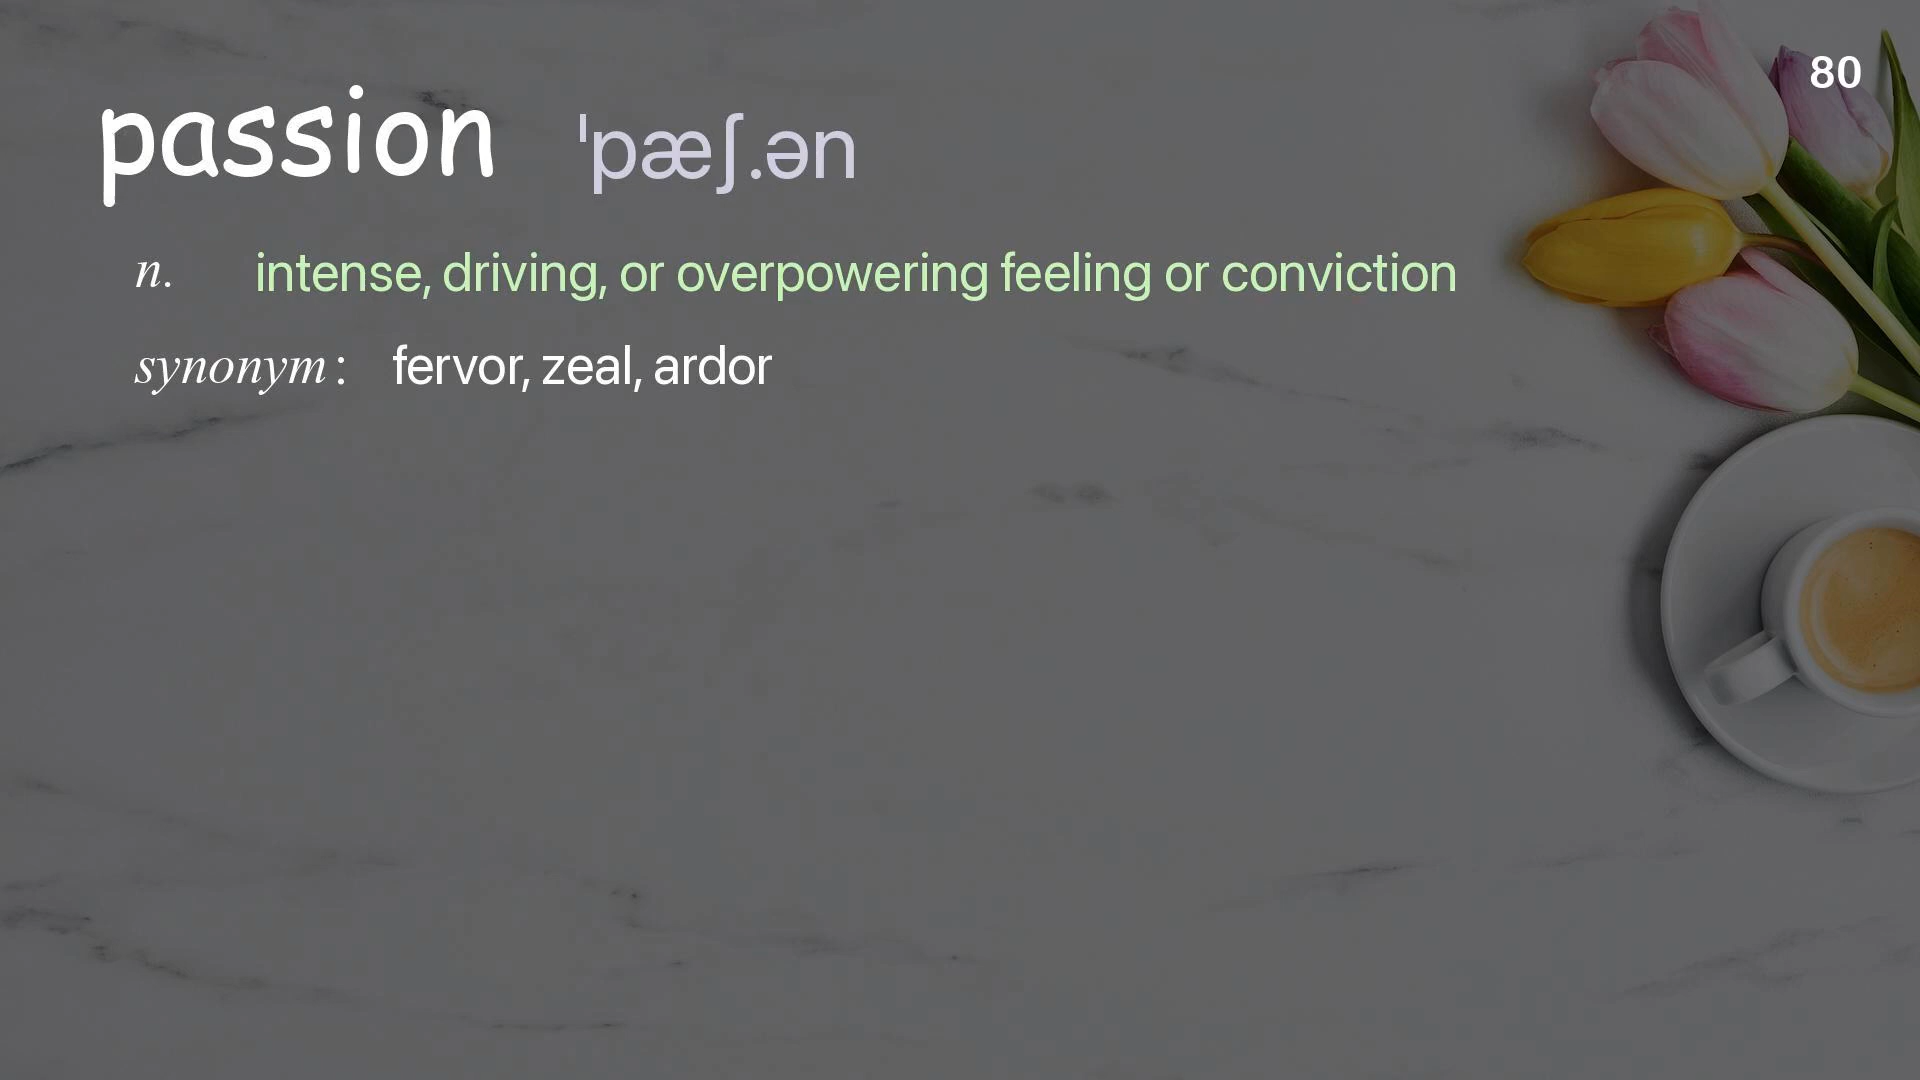 80
passion ˈpæʃ.ən
n. intense, driving, or overpowering feeling or conviction
synonym : fervor, zeal, ardor